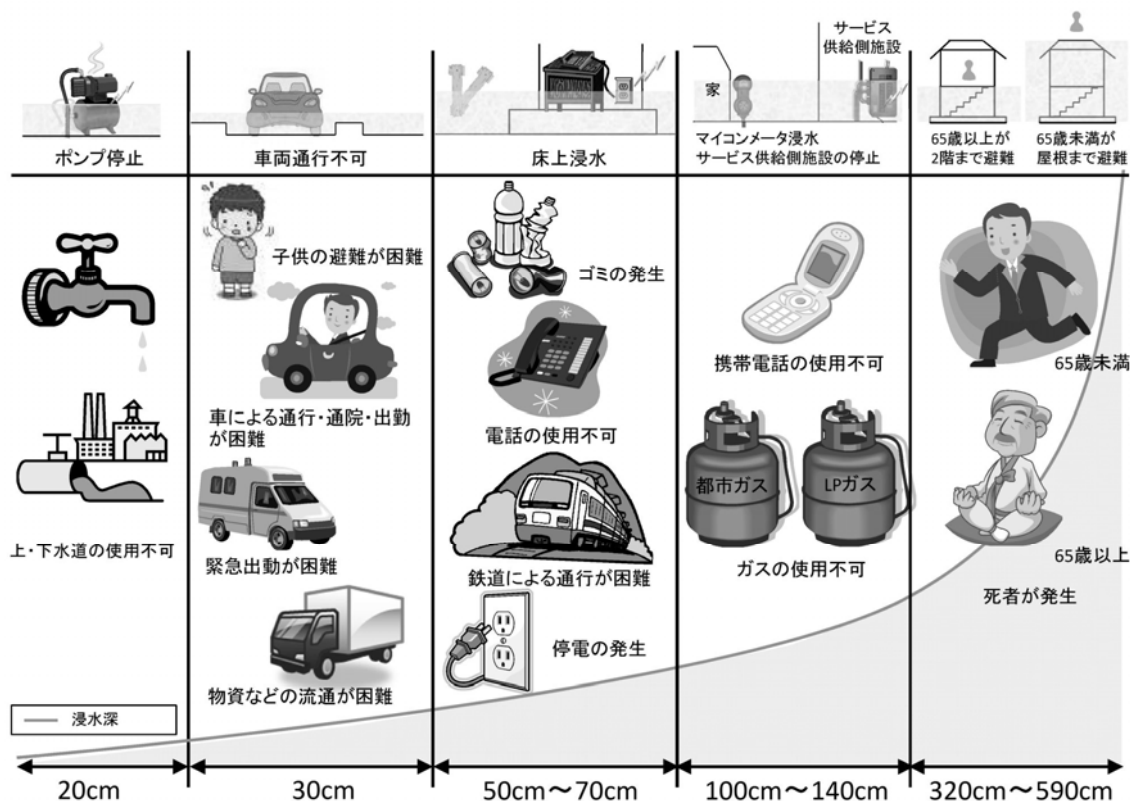 サービス
供給側施設
家
ポンプ停止
車両通行不可
床上浸水
マイコンメータ浸水
サービス供給側施設の停止
65歳以上が
2階まで避難
65歳未満が
屋根まで避難
上・下水道の使用不可
子供の避難が困難
車による通行・通院・出勤
が困難
緊急出動が困難
物資などの流通が困難
ゴミの発生
電話の使用不可
鉄道による通行が困難
停電の発生
携帯電話の使用不可
都市ガス
LPガス
ガスの使用不可
65歳未満
65歳以上
死者が発生
浸水深
20cm
30cm
50cm～70cm
100cm～140cm
320cm～590cm